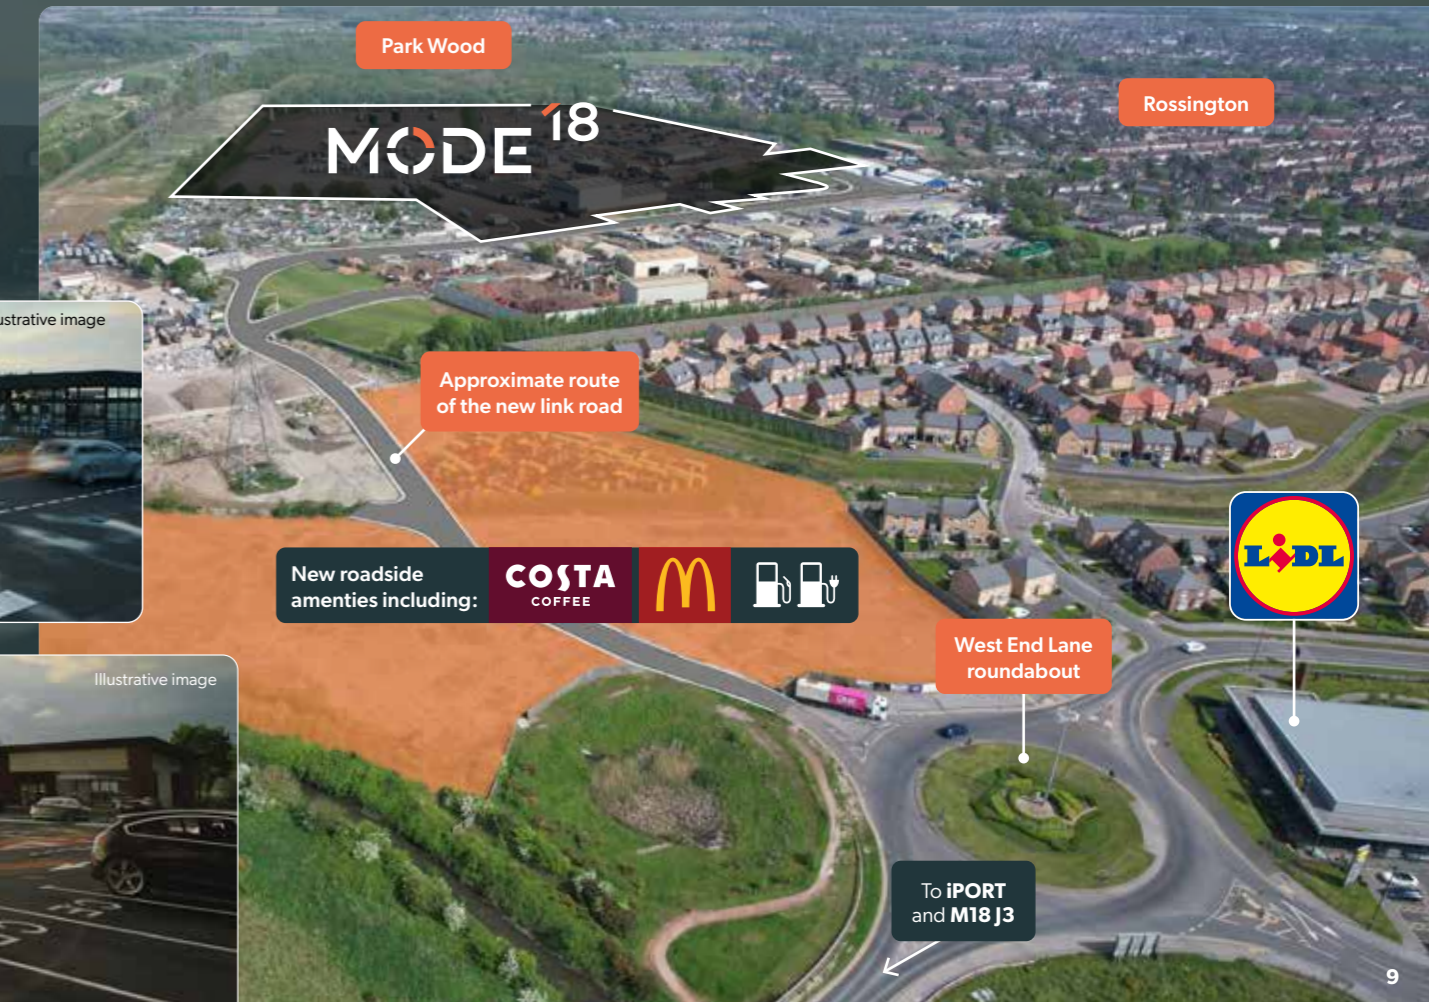 Park Wood
Rossington
MODE '18
ustrative image
Approximate route
of the new link road
New roadside
amenties including:
COSTA
COFFEE
LIDL
West End Lane
roundabout
Illustrative image
To iPORT
and M18 J3
9